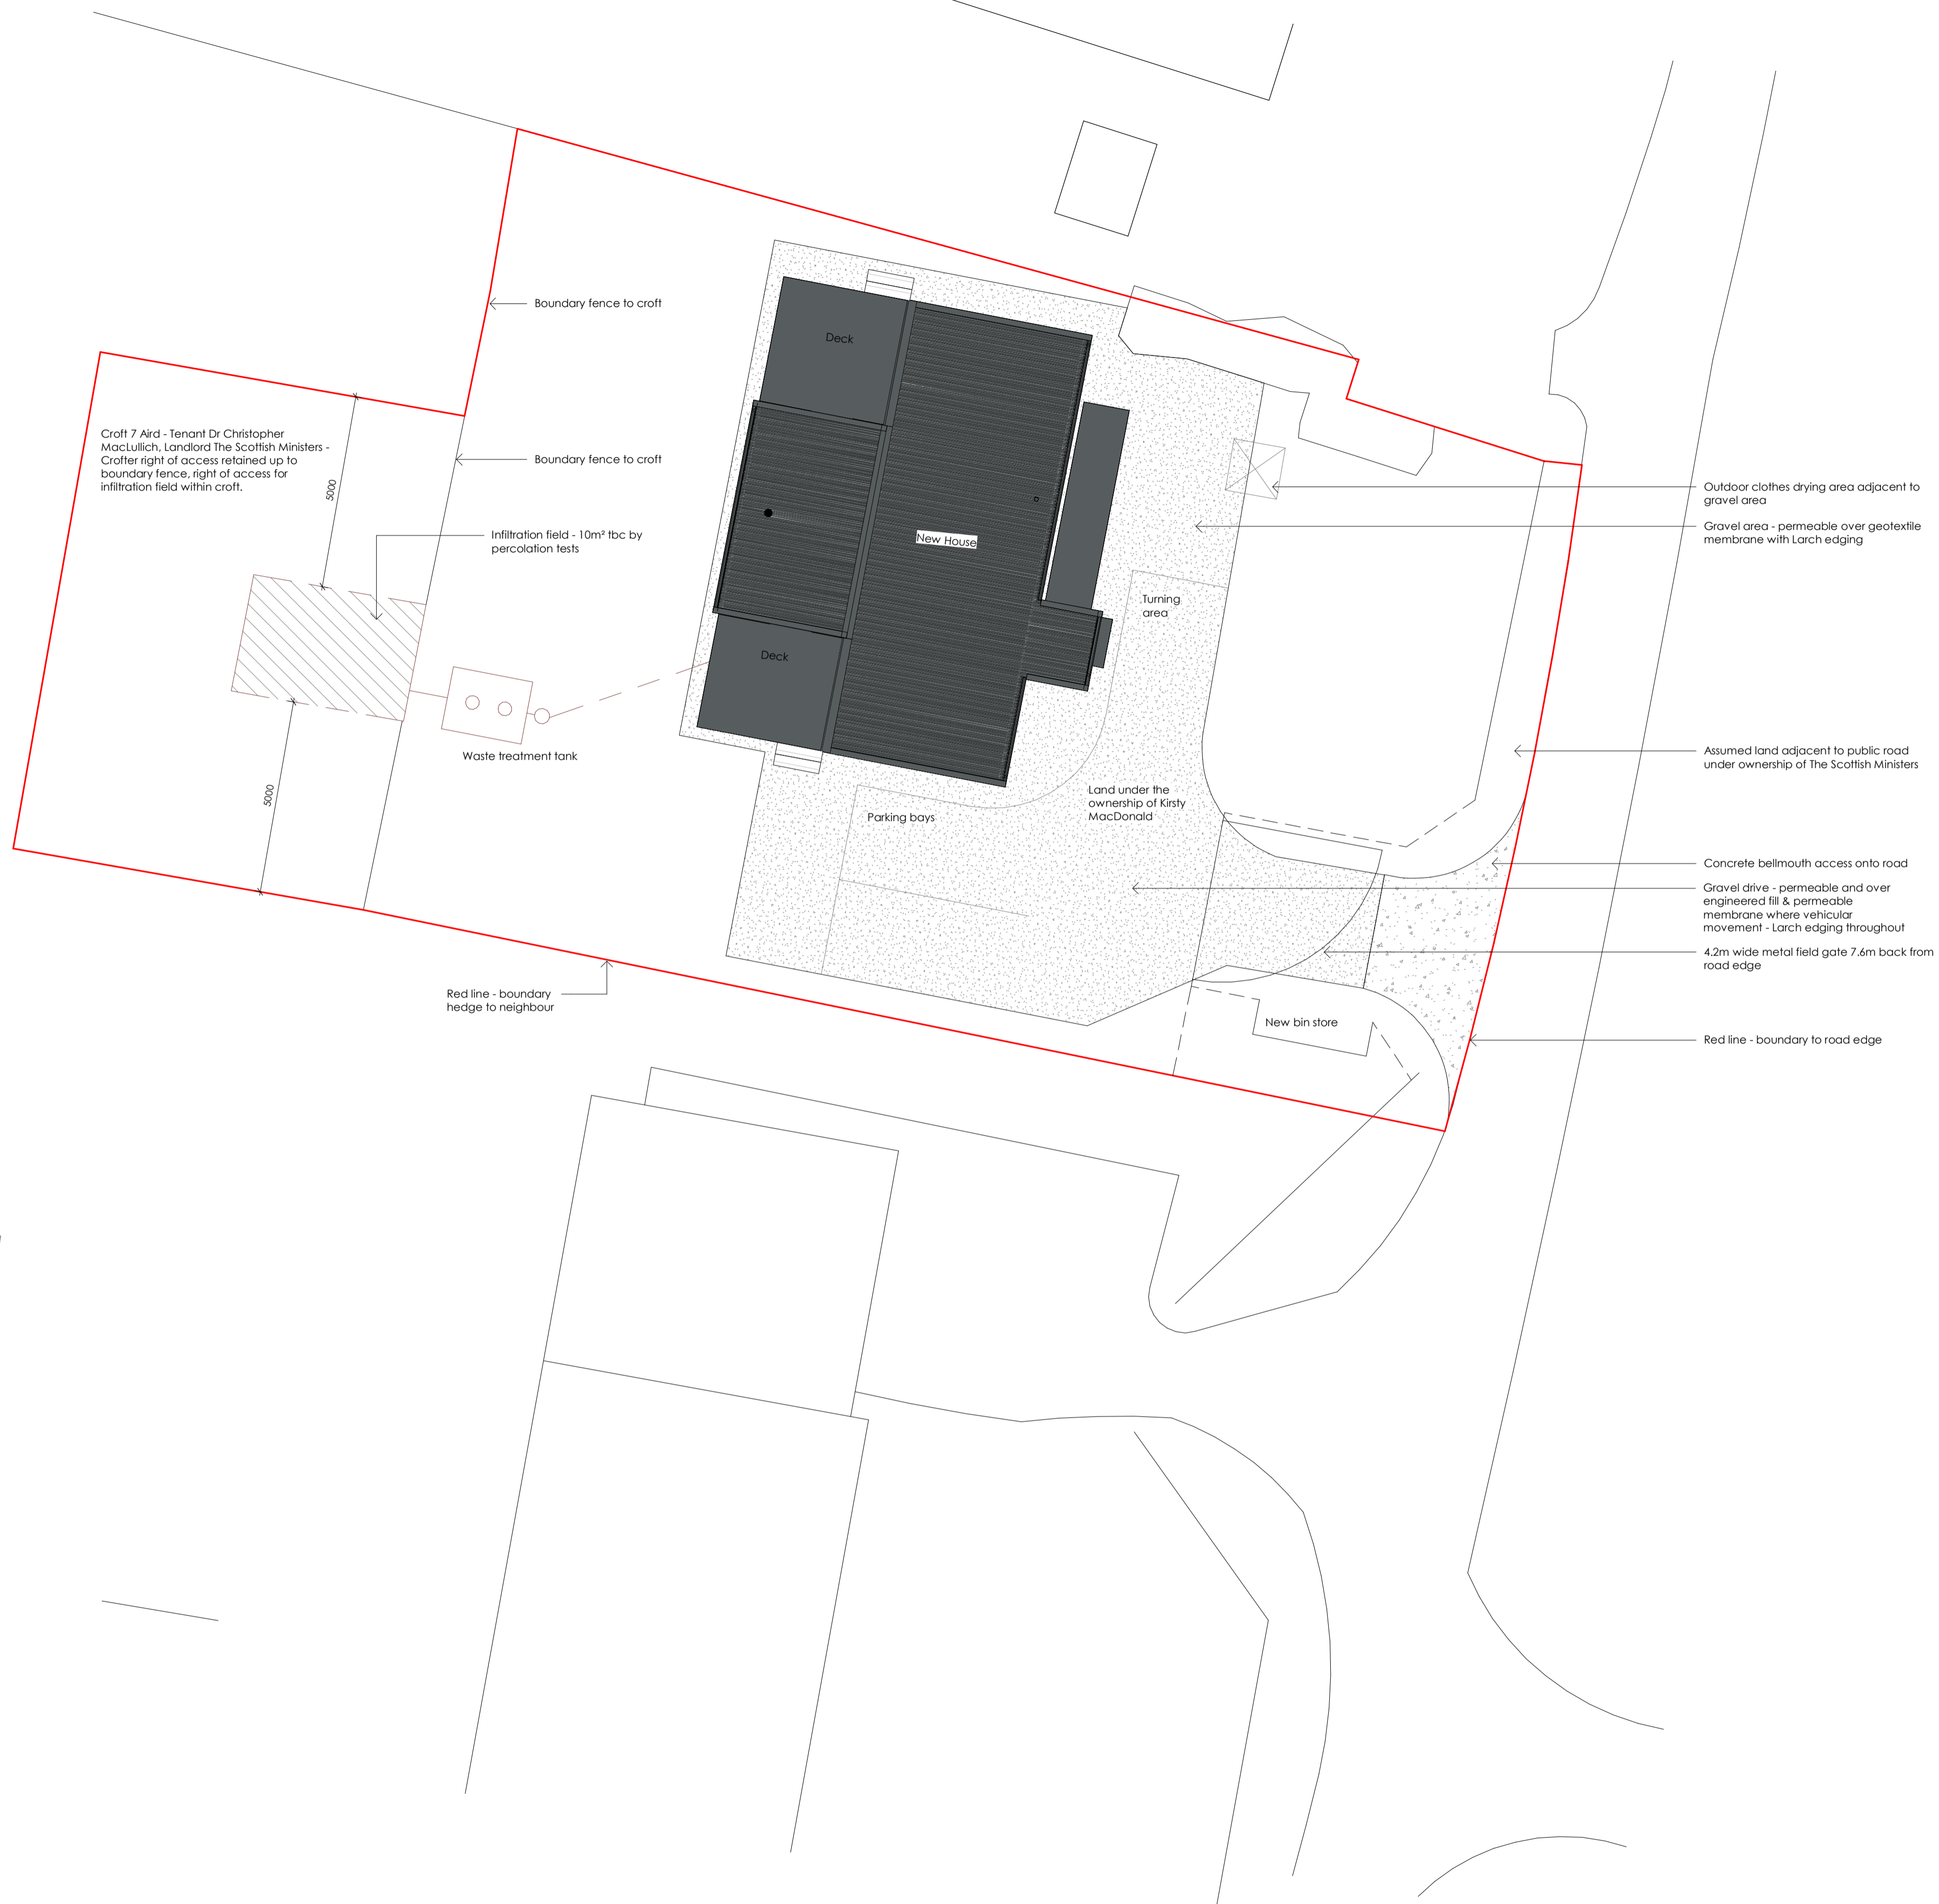 Boundary fence to croft
Deck
Croft 7 Aird - Tenant Dr Christopher
MacLullich, Landlord The Scottish Ministers -
Crofter right of access retained up to
boundary fence, right of access for
infiltration field within croft.
Boundary fence to croft
5000
Infiltration field - 10m² tbc by
percolation tests
New House
Outdoor clothes drying area adjacent to
gravel area
Gravel area - permeable over geotextile
membrane with Larch edging
Turning
area
Deck
Waste treatment tank
5000
Parking bays
Land under the
ownership of Kirsty
MacDonald
Assumed land adjacent to public road
under ownership of The Scottish Ministers
Concrete bellmouth access onto road
Gravel drive - permeable and over
engineered fill & permeable
membrane where vehicular
movement - Larch edging throughout
4.2m wide metal field gate 7.6m back from
road edge
Red line - boundary
hedge to neighbour
New bin store
Red line - boundary to road edge